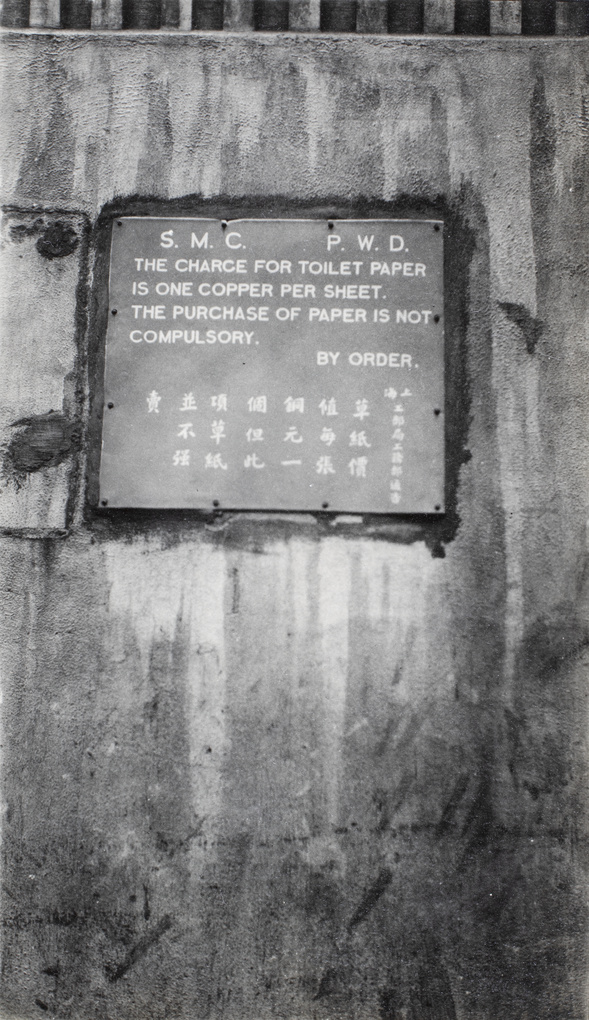 S. M. C. P. W. D.
THE CHARGE FOR TOILET PAPER
IS ONE COPPER PER SHEET.
THE PURCHASE OF PAPER IS NOT
COMPULSORY.
BY ORDER.
上海
工部局工務部通告
草紙價
值每張
銅元一
個但此
項草紙
並不强
賣